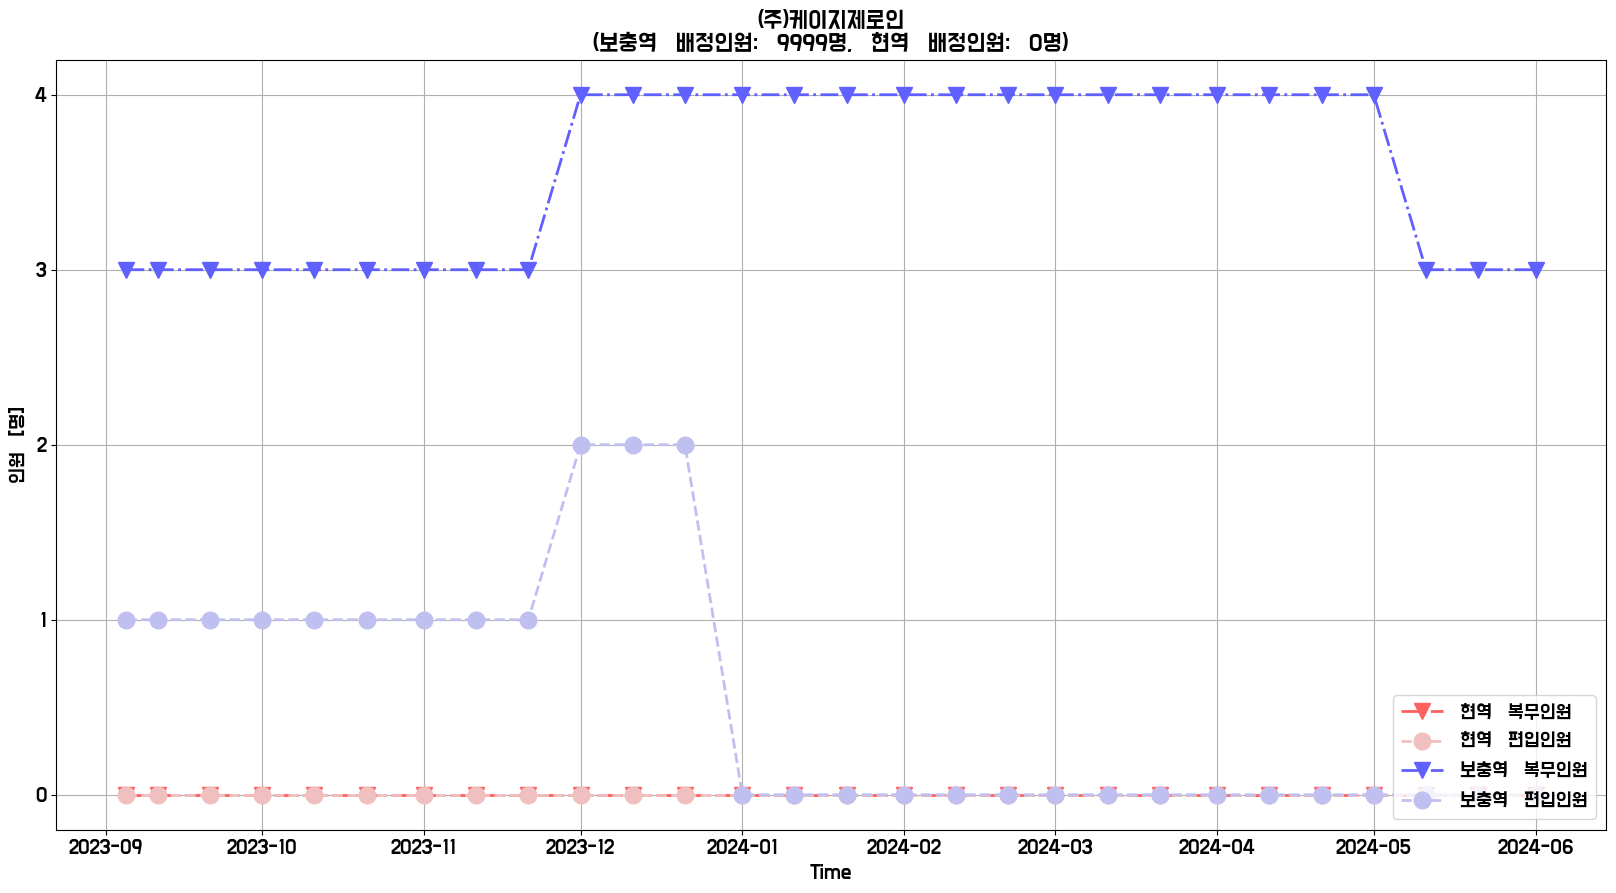 (주)케이지제로인
(보충역 배정인원: 9999명, 현역 배정인원: 0명)
4
3
2
1
0
인원 [명]
2023-09 2023-10 2023-11 2023-12 2024-01 2024-02 2024-03 2024-04 2024-05 2024-06
Time
현역 복무인원
현역 편입인원
보충역 복무인원
보충역 편입인원